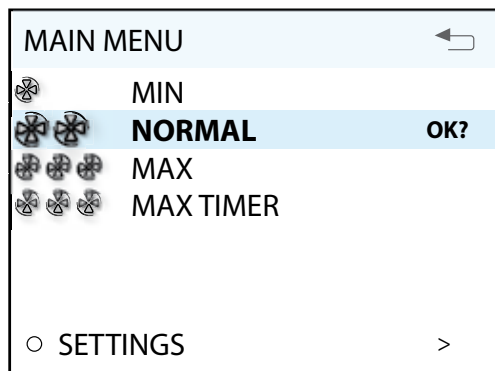 MAIN MENU
MIN
NORMAL OK?
MAX
MAX TIMER
SETTINGS >